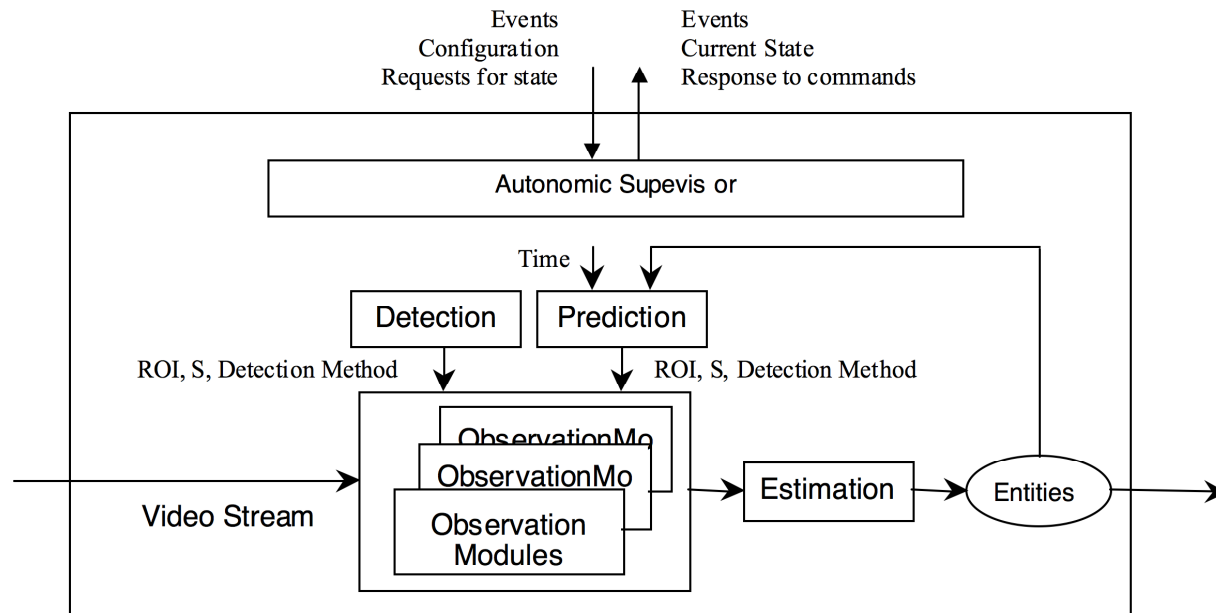 Events
Configuration
Requests for state
Events
Current State
Response to commands
Autonomic Supevis or
Time
Detection
Prediction
ROI, S, Detection Method
ROI, S, Detection Method
ObservationMo
ObservationMo
Observation
Modules
Video Stream
Estimation
Entities